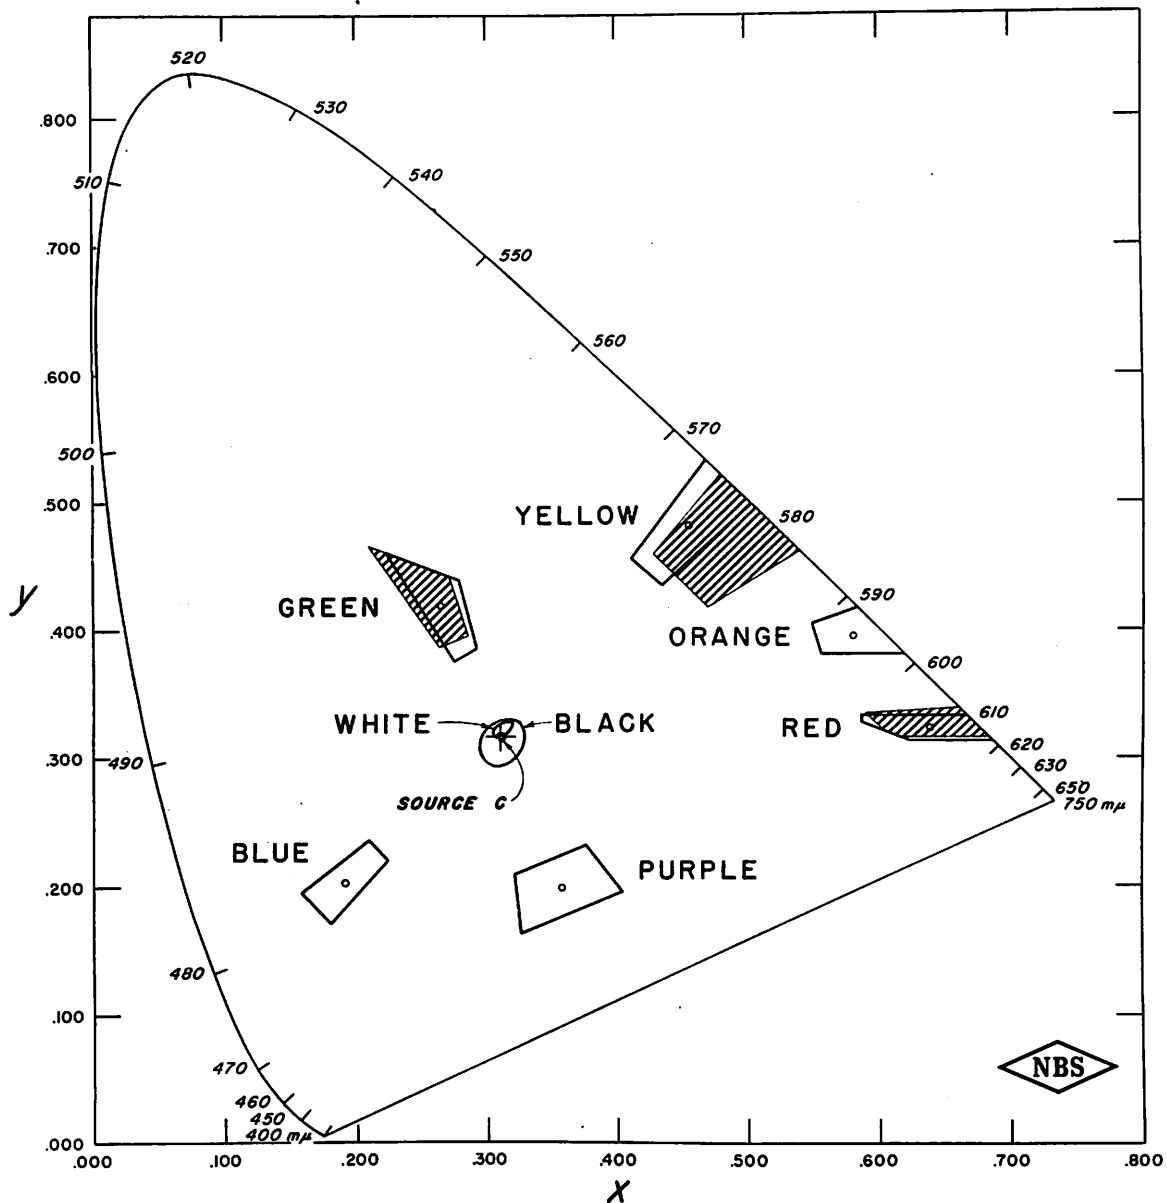 520
530
.800
540
510
.700
550
560
.600
570
500
.500
YELLOW
580
y
GREEN
590
.400
ORANGE
600
WHITE
BLACK
RED
610
620
.300
490
630
SOURCE C
650
750 mμ
BLUE
PURPLE
.200
480
.100
470
NBS
460
450
400 mμ
.000
.000
.100
.200
.300
.400
.500
.600
.700
.800
X